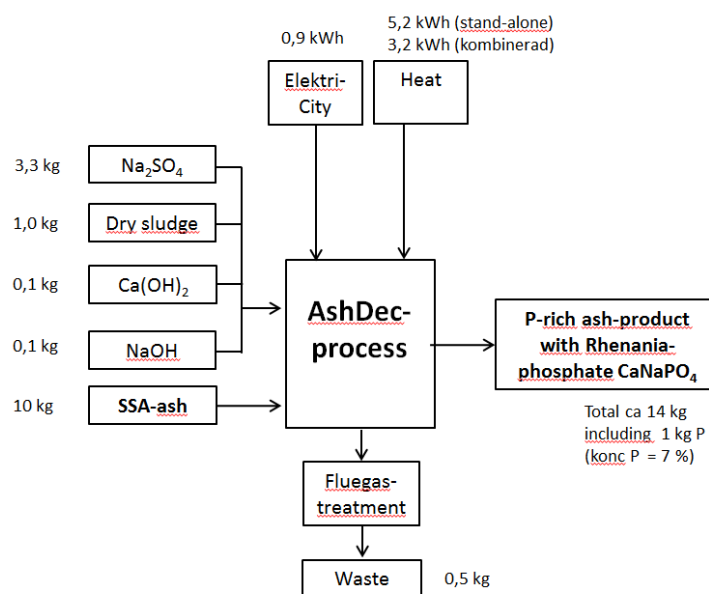 5,2 kWh (stand-alone)
0,9 kWh
3,2 kWh (kombinerad)
Elektri-
City
Heat
3,3 kg
Na₂SO₄
1,0 kg
Dry sludge
0,1 kg
Ca(OH)₂
0,1 kg
NaOH
10 kg
SSA-ash
AshDec-
process
P-rich ash-product
with Rhenania-
phosphate CaNaPO₄
Total ca 14 kg
including 1 kg P
(konc P = 7 %)
Fluegas-
treatment
Waste
0,5 kg